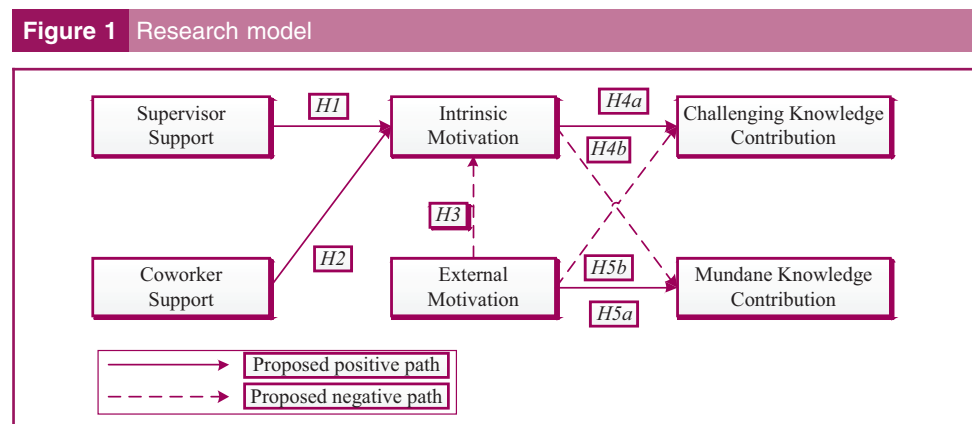 Figure 1 Research model
Supervisor
Support
H1
Intrinsic
Motivation
H4a
Challenging Knowledge
Contribution
H4b
H3
H2
Coworker
Support
External
Motivation
H5b
H5a
Mundane Knowledge
Contribution
Proposed positive path
Proposed negative path